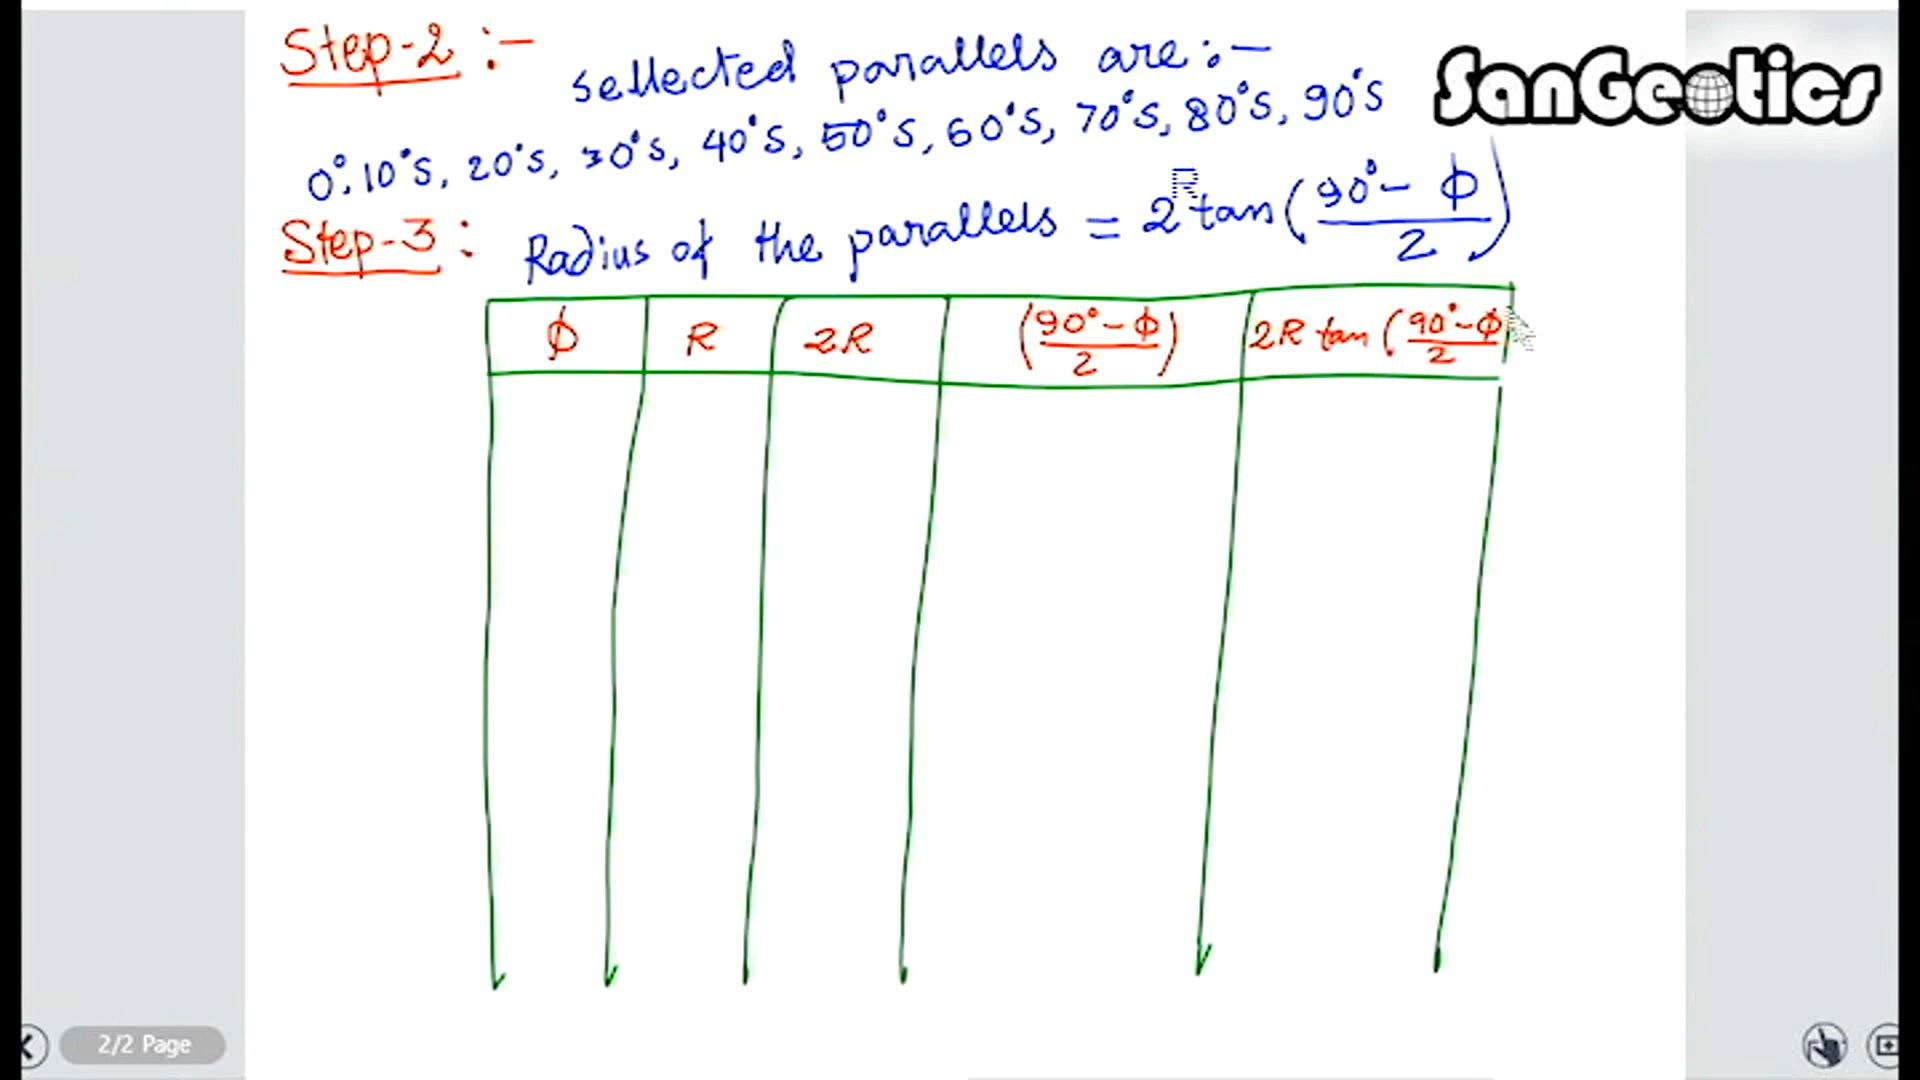 Step-2 :-
sellected parallels are:-
SanGeotics
0°, 10°S, 20°S, 30°S, 40°S, 50°S, 60°S, 70°S, 80°S, 90°S
Step-3 : Radius of the parallels = 2R tan (90° - ϕ / 2)
ϕ R 2R (90° - ϕ / 2) 2R tan (90° - ϕ / 2
2/2 Page